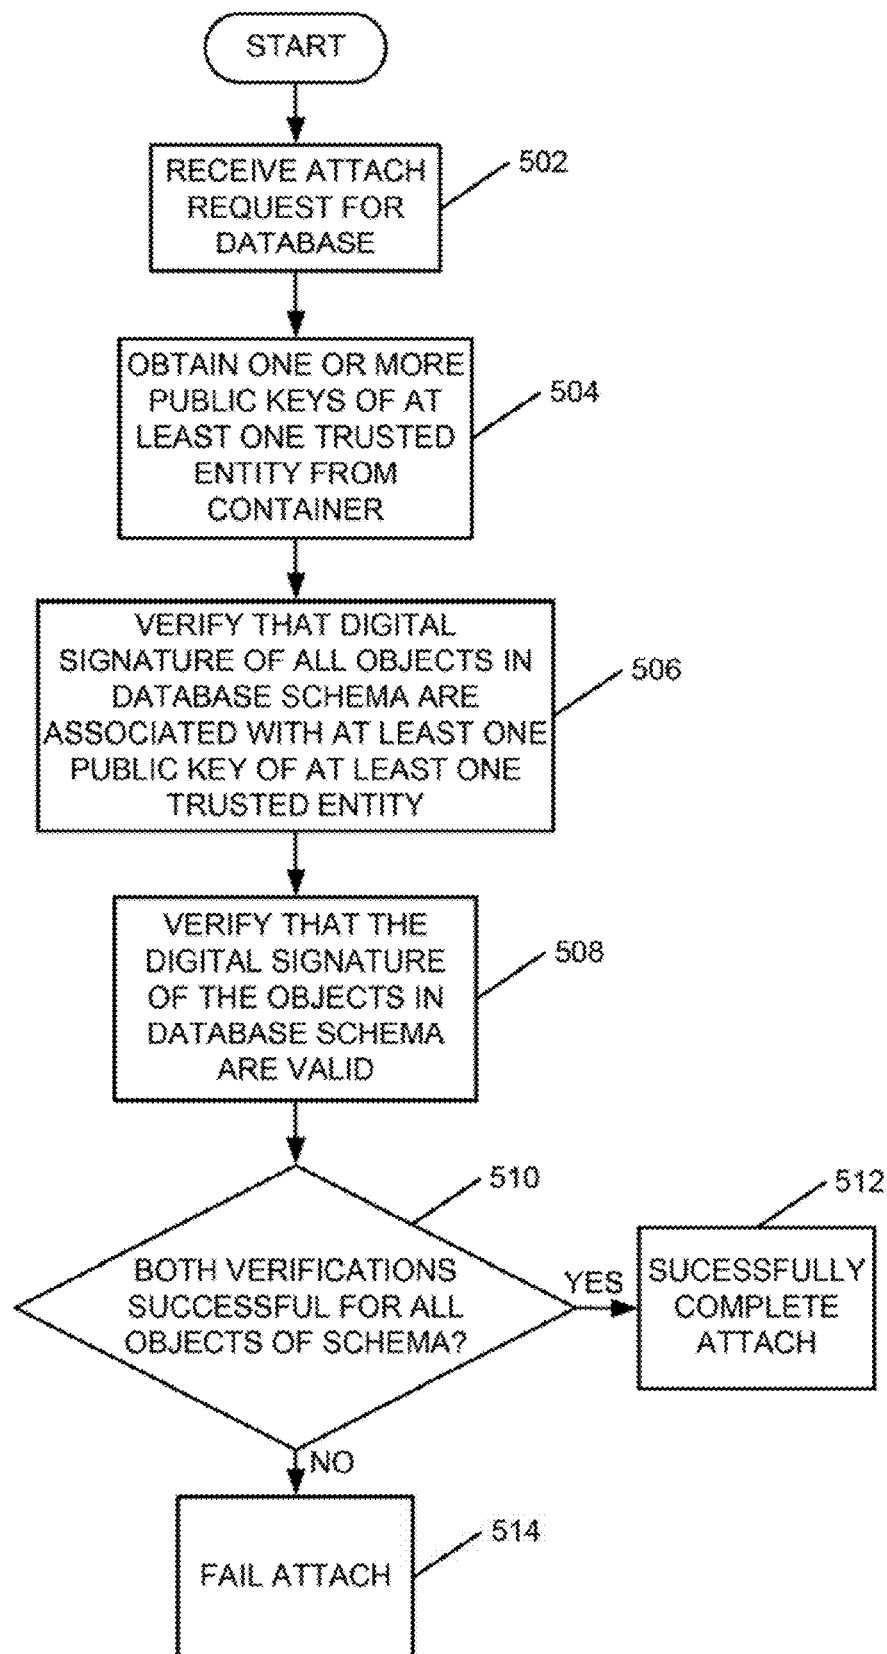 START
RECEIVE ATTACH
REQUEST FOR
DATABASE
502
OBTAIN ONE OR MORE
PUBLIC KEYS OF AT
LEAST ONE TRUSTED
ENTITY FROM
CONTAINER
504
VERIFY THAT DIGITAL
SIGNATURE OF ALL OBJECTS IN
DATABASE SCHEMA ARE
ASSOCIATED WITH AT LEAST ONE
PUBLIC KEY OF AT LEAST ONE
TRUSTED ENTITY
506
VERIFY THAT THE
DIGITAL SIGNATURE
OF THE OBJECTS IN
DATABASE SCHEMA
ARE VALID
508
BOTH VERIFICATIONS
SUCCESSFUL FOR ALL
OBJECTS OF SCHEMA?
510
YES
SUCESSFULLY
COMPLETE
ATTACH
512
NO
FAIL ATTACH
514